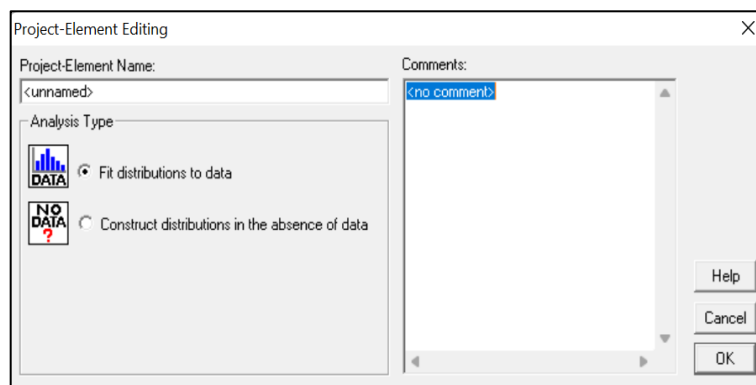 Project-Element Editing
Project-Element Name:
<unnamed>
Analysis Type
DATA
Fit distributions to data
NO
DATA
?
Construct distributions in the absence of data
Comments:
<no comment>
Help
Cancel
OK